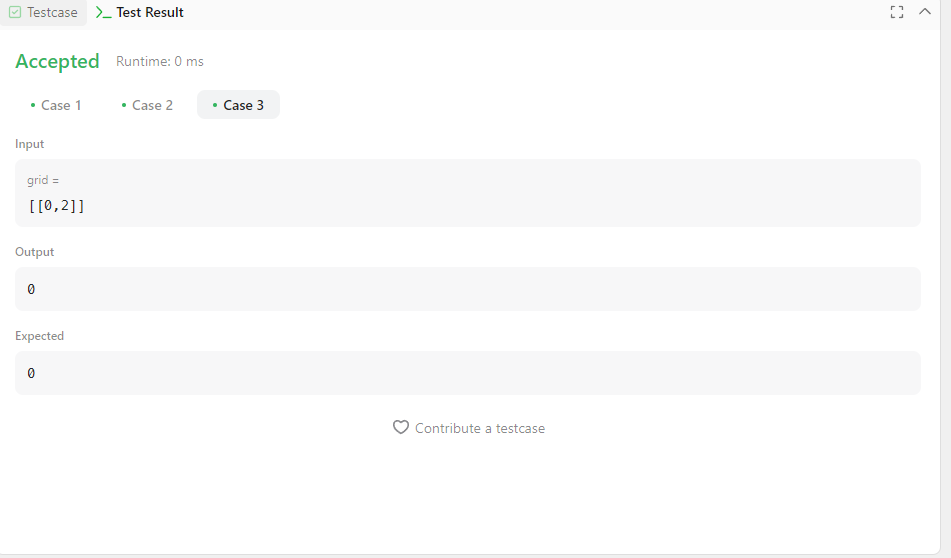 Testcase Test Result
Accepted Runtime: 0 ms
Case 1 Case 2 Case 3
Input
grid =
[[0,2]]
Output
0
Expected
0
Contribute a testcase